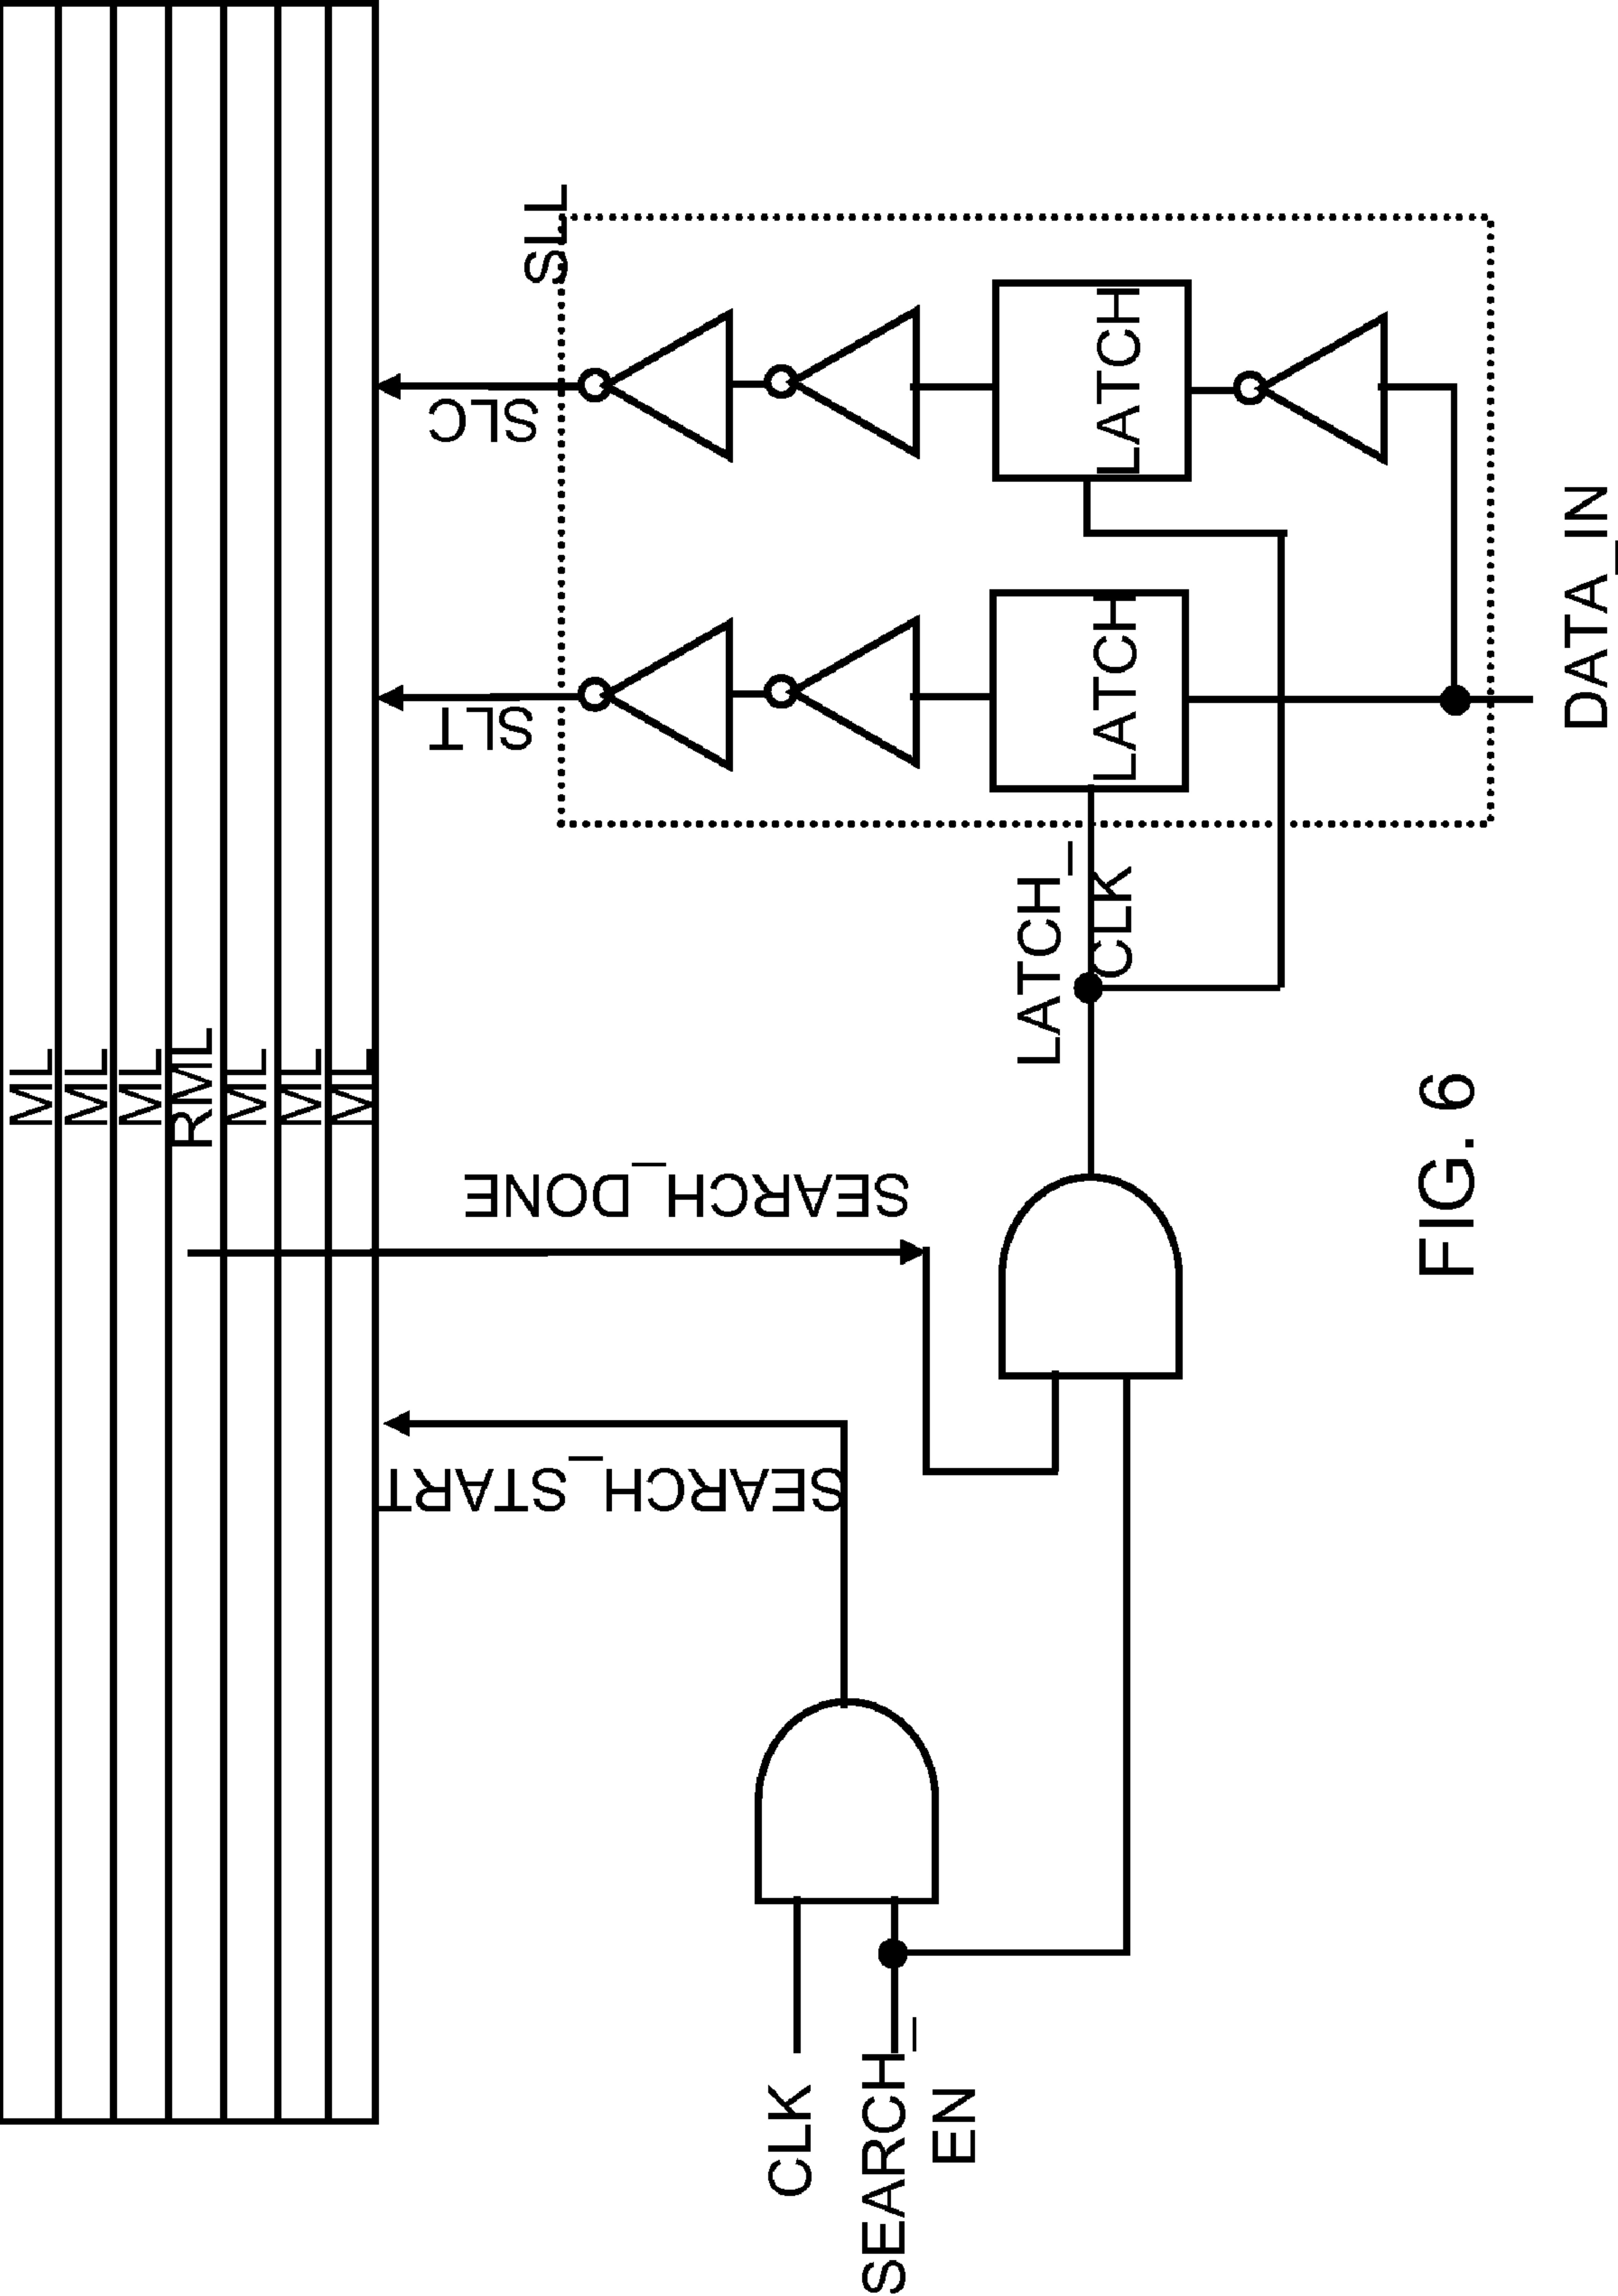 ML
ML
ML
RML
ML
ML
ML
SLL
SLC
SLT
LATCH
LATCH
DATA_IN
LATCH_
CLK
SEARCH_DONE
SEARCH_START
CLK
SEARCH_
EN
FIG. 6